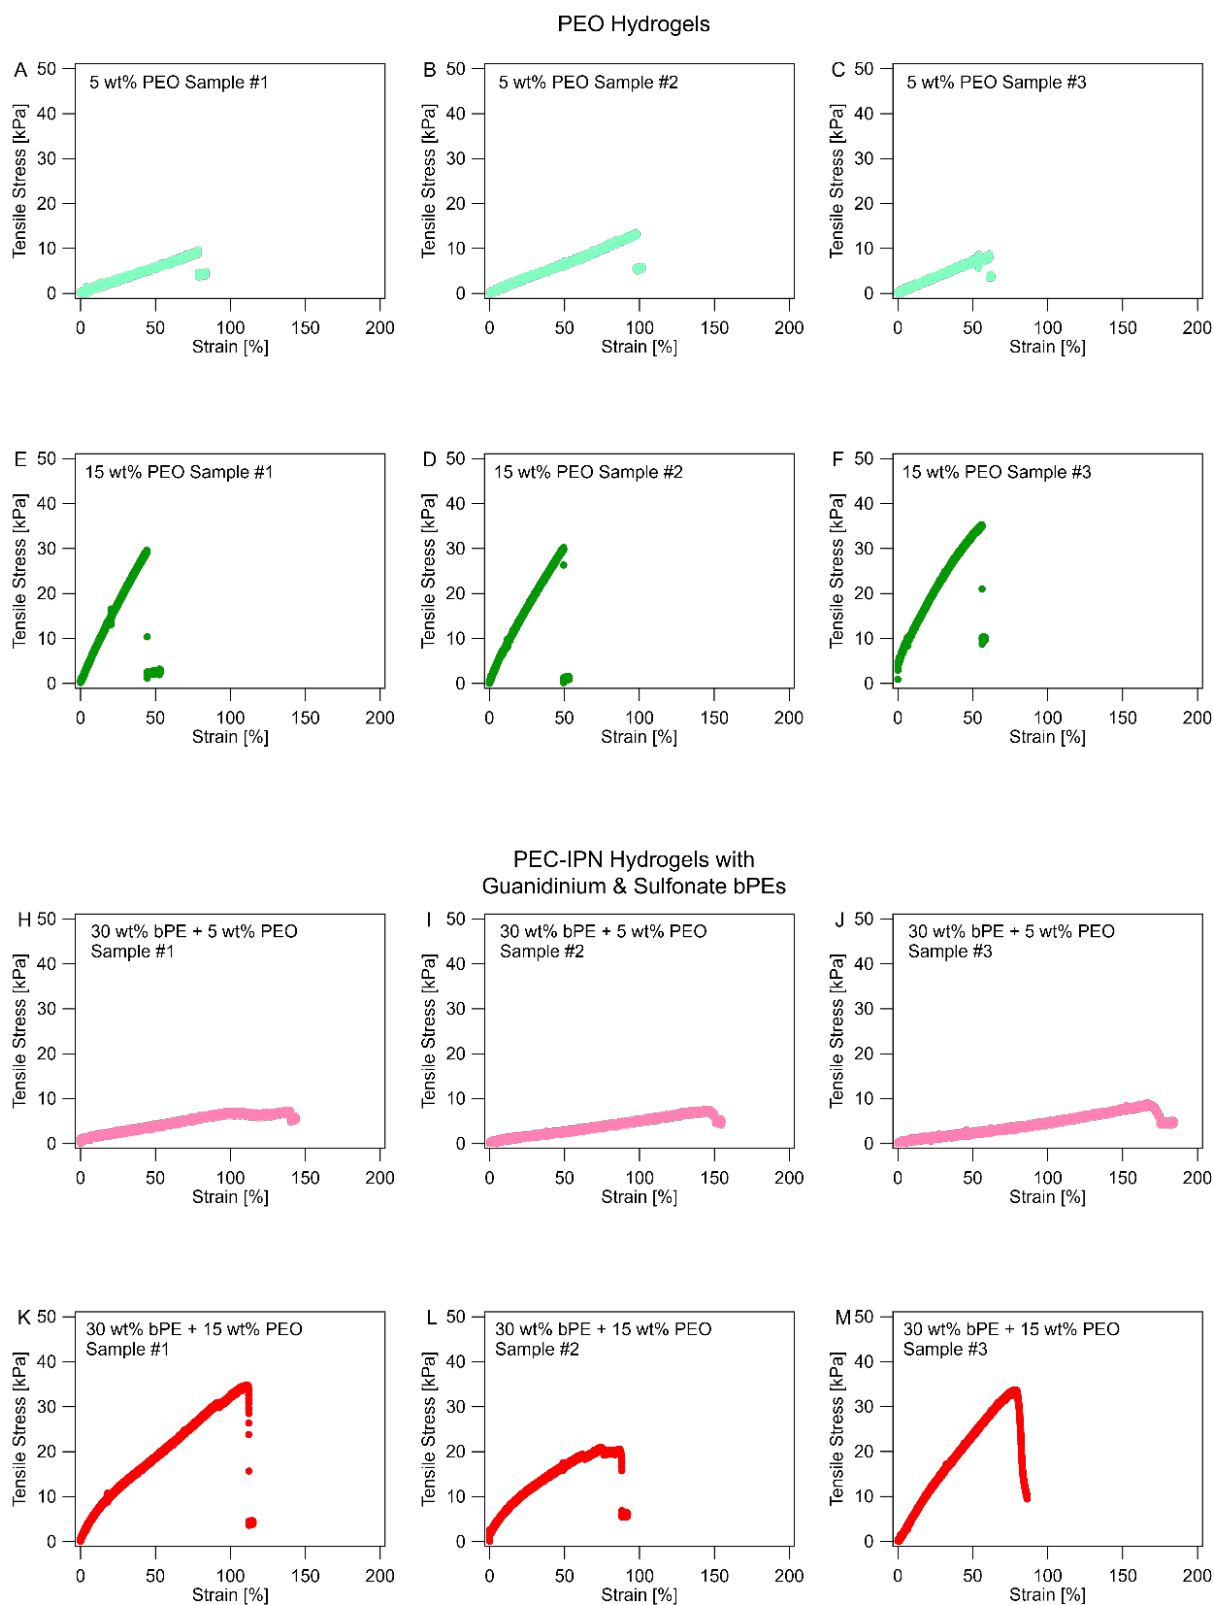 PEO Hydrogels
A
5 wt% PEO Sample #1
Tensile Stress [kPa]
50
40
30
20
10
0
0 50 100 150 200
Strain [%]
B
5 wt% PEO Sample #2
Tensile Stress [kPa]
50
40
30
20
10
0
0 50 100 150 200
Strain [%]
C
5 wt% PEO Sample #3
Tensile Stress [kPa]
50
40
30
20
10
0
0 50 100 150 200
Strain [%]
E
15 wt% PEO Sample #1
Tensile Stress [kPa]
50
40
30
20
10
0
0 50 100 150 200
Strain [%]
D
15 wt% PEO Sample #2
Tensile Stress [kPa]
50
40
30
20
10
0
0 50 100 150 200
Strain [%]
F
15 wt% PEO Sample #3
Tensile Stress [kPa]
50
40
30
20
10
0
0 50 100 150 200
Strain [%]
PEC-IPN Hydrogels with
Guanidinium & Sulfonate bPEs
H
30 wt% bPE + 5 wt% PEO
Sample #1
Tensile Stress [kPa]
50
40
30
20
10
0
0 50 100 150 200
Strain [%]
I
30 wt% bPE + 5 wt% PEO
Sample #2
Tensile Stress [kPa]
50
40
30
20
10
0
0 50 100 150 200
Strain [%]
J
30 wt% bPE + 5 wt% PEO
Sample #3
Tensile Stress [kPa]
50
40
30
20
10
0
0 50 100 150 200
Strain [%]
K
30 wt% bPE + 15 wt% PEO
Sample #1
Tensile Stress [kPa]
50
40
30
20
10
0
0 50 100 150 200
Strain [%]
L
30 wt% bPE + 15 wt% PEO
Sample #2
Tensile Stress [kPa]
50
40
30
20
10
0
0 50 100 150 200
Strain [%]
M
30 wt% bPE + 15 wt% PEO
Sample #3
Tensile Stress [kPa]
50
40
30
20
10
0
0 50 100 150 200
Strain [%]